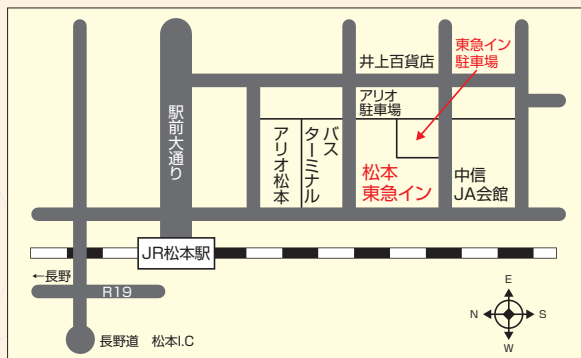 井上百貨店
東急イン
駐車場
アリオ
駐車場
駅前大通り
アリオ松本
バス
ターミナル
松本
東急イン
中信
JA会館
JR松本駅
←長野
R19
長野道 松本I.C
E
N
S
W